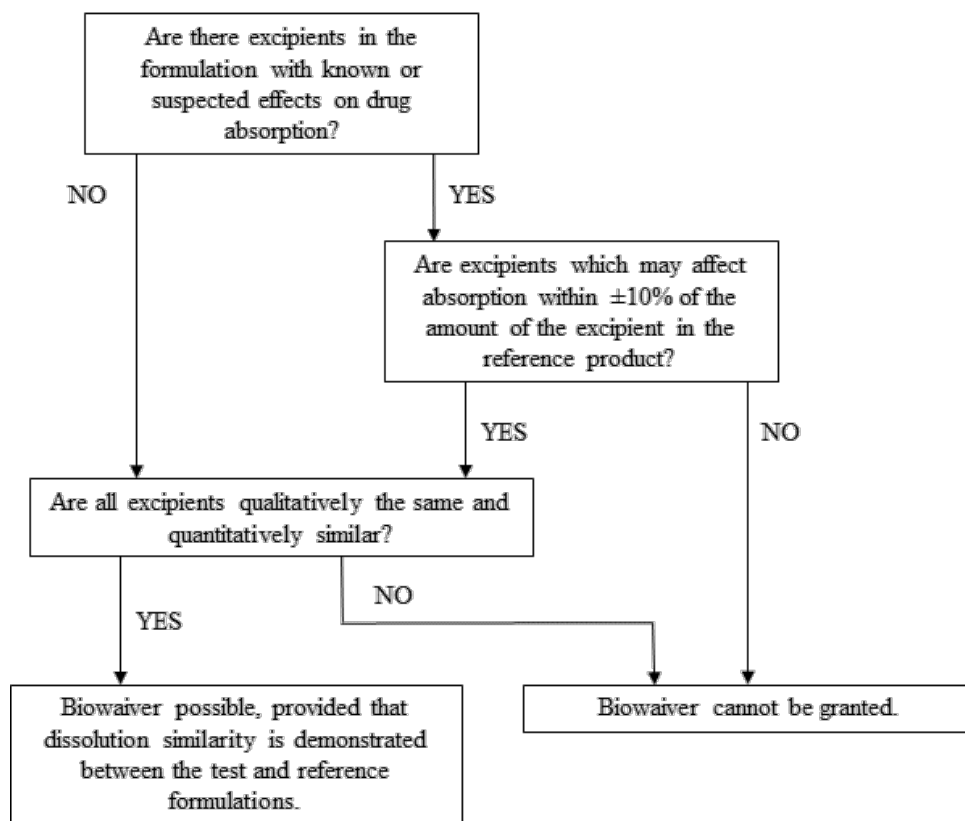 Are there excipients in the
formulation with known or
suspected effects on drug
absorption?
NO
YES
Are excipients which may affect
absorption within ±10% of the
amount of the excipient in the
reference product?
YES
NO
Are all excipients qualitatively the same and
quantitatively similar?
YES
NO
Biowaiver possible, provided that
dissolution similarity is demonstrated
between the test and reference
formulations.
Biowaiver cannot be granted.